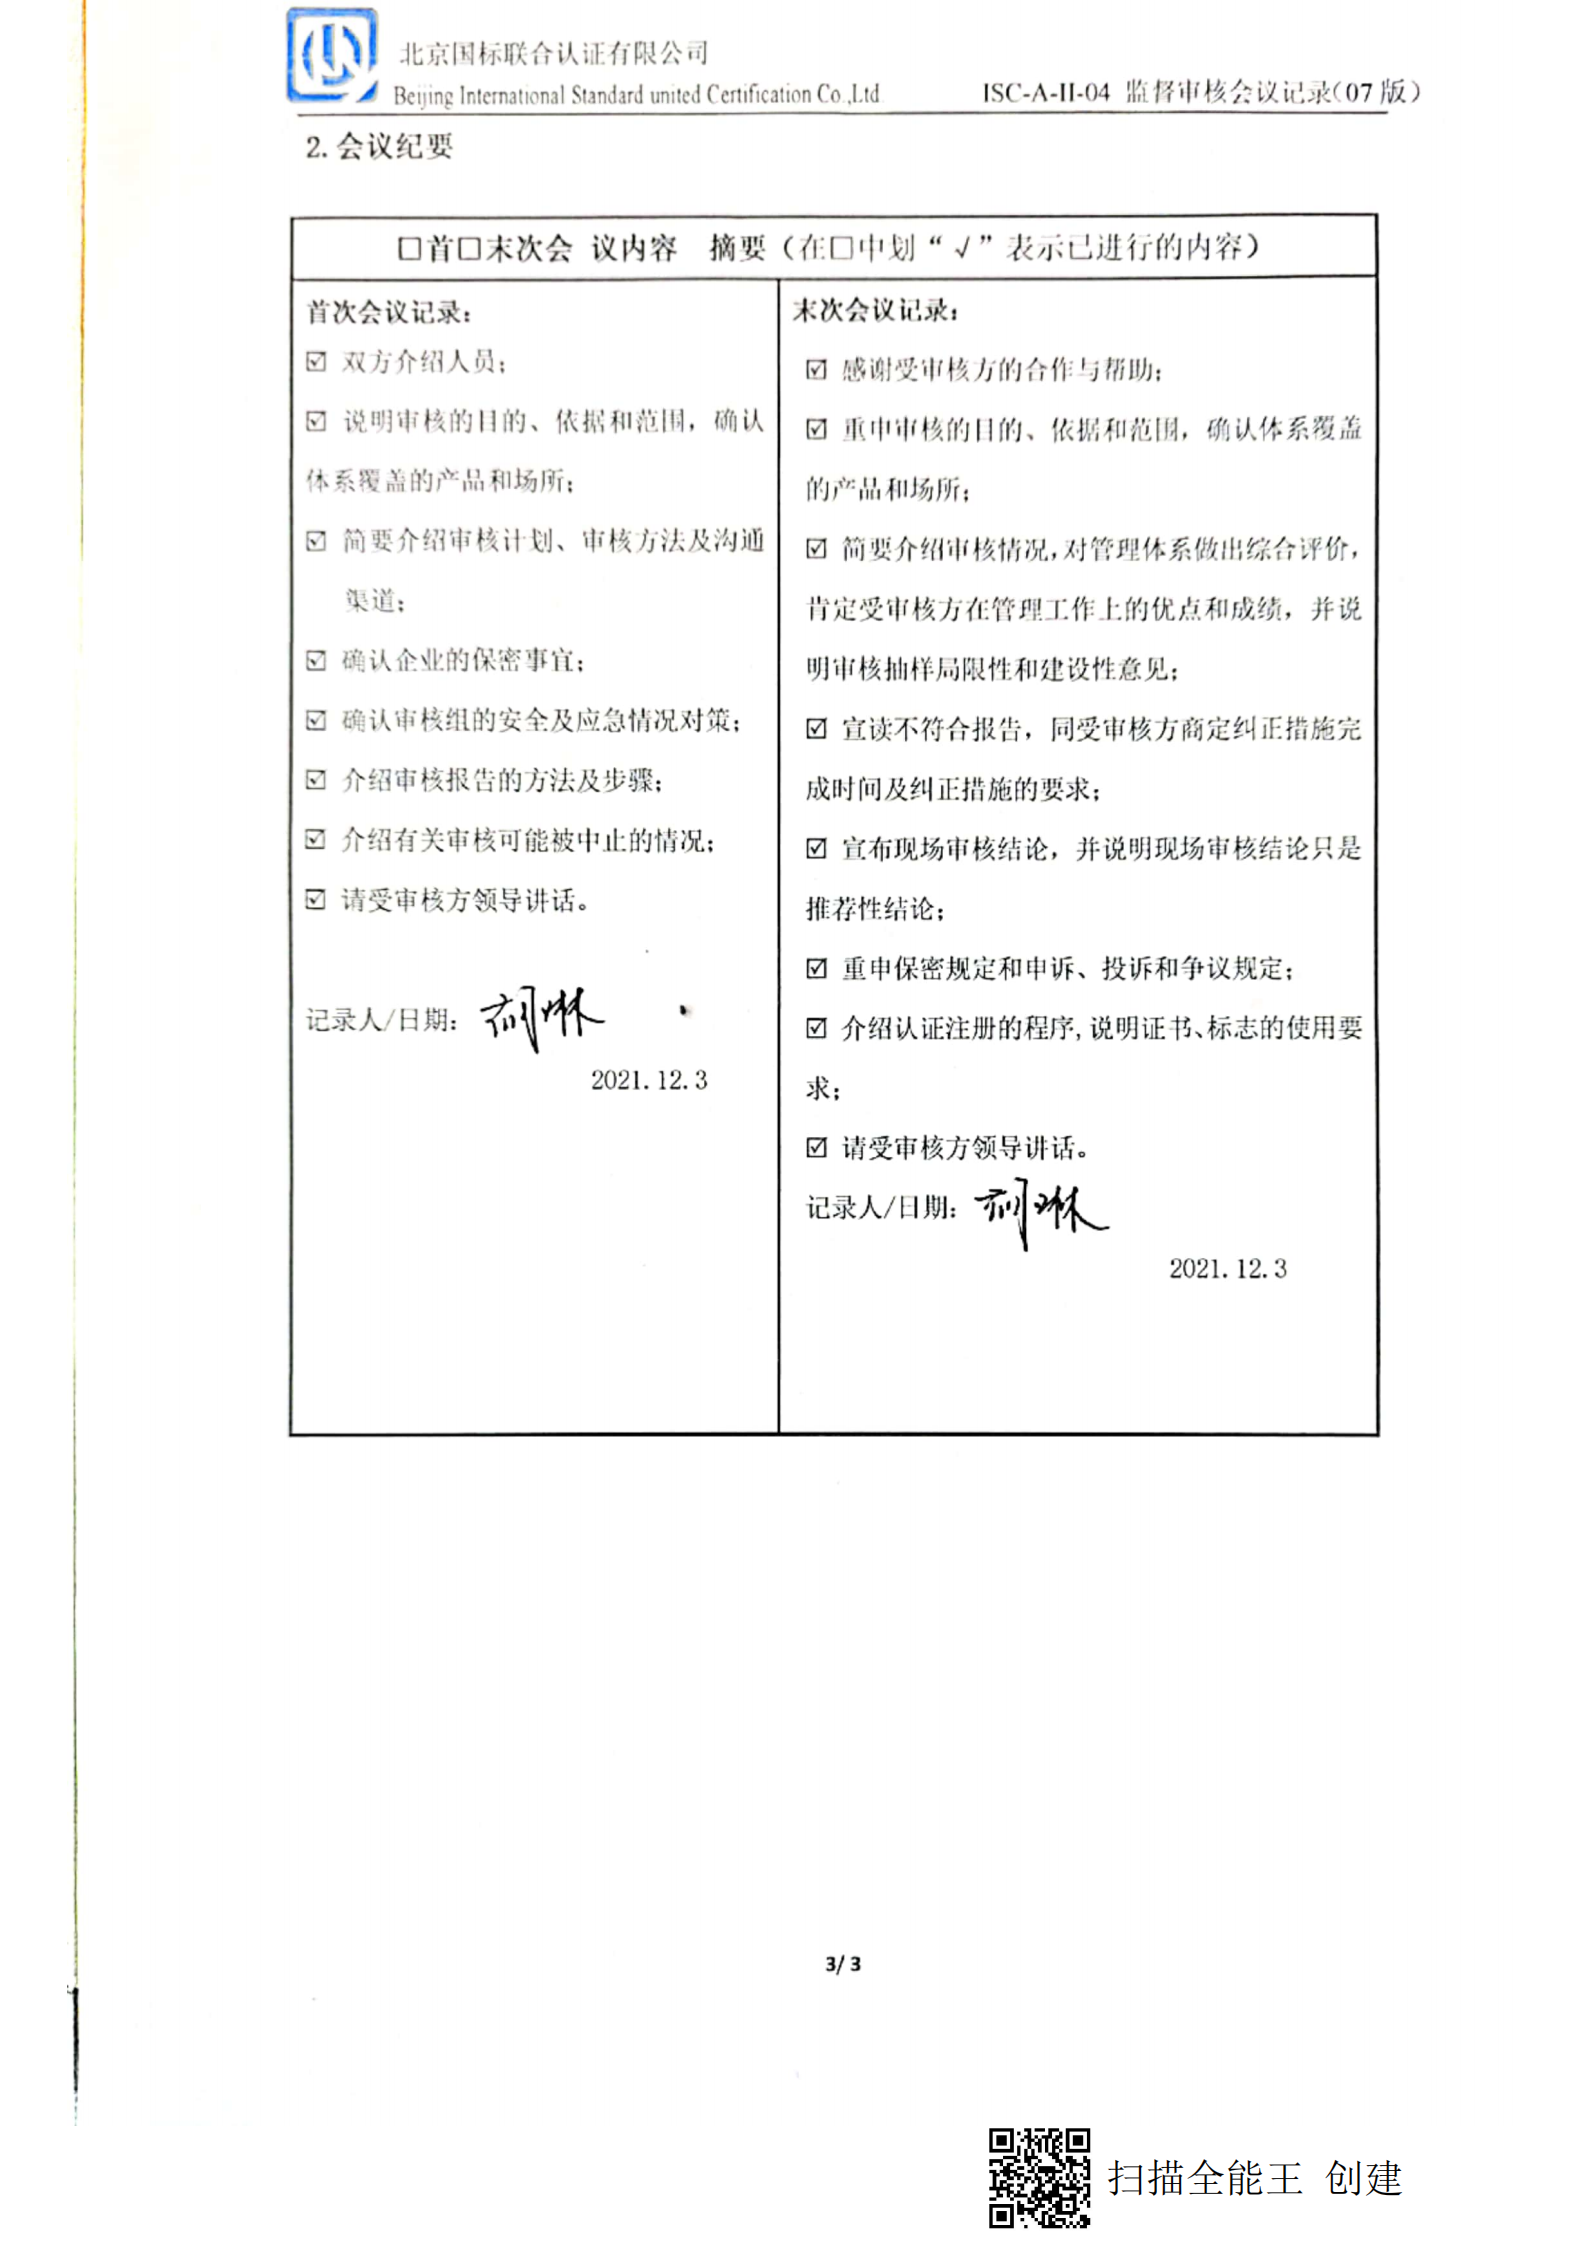 北京国标联合认证有限公司
Beijing International Standard united Certification Co.,Ltd. ISC-A-II-04 监督审核会议记录(07版)
2.会议纪要
□首□末次会 议内容 摘要（在□中划“√”表示已进行的内容）
首次会议记录：
☑ 双方介绍人员；
☑ 说明审核的目的、依据和范围，确认
体系覆盖的产品和场所；
☑ 简要介绍审核计划、审核方法及沟通
渠道；
☑ 确认企业的保密事宜；
☑ 确认审核组的安全及应急情况对策；
☑ 介绍审核报告的方法及步骤；
☑ 介绍有关审核可能被中止的情况；
☑ 请受审核方领导讲话。
记录人/日期：胡琳
2021.12.3
末次会议记录：
☑ 感谢受审核方的合作与帮助；
☑ 重申审核的目的、依据和范围，确认体系覆盖
的产品和场所；
☑ 简要介绍审核情况，对管理体系做出综合评价，
肯定受审核方在管理工作上的优点和成绩，并说
明审核抽样局限性和建设性意见；
☑ 宣读不符合报告，同受审核方商定纠正措施完
成时间及纠正措施的要求；
☑ 宣布现场审核结论，并说明现场审核结论只是
推荐性结论；
☑ 重申保密规定和申诉、投诉和争议规定；
☑ 介绍认证注册的程序,说明证书、标志的使用要
求；
☑ 请受审核方领导讲话。
记录人/日期：胡琳
2021.12.3
3/ 3
扫描全能王 创建